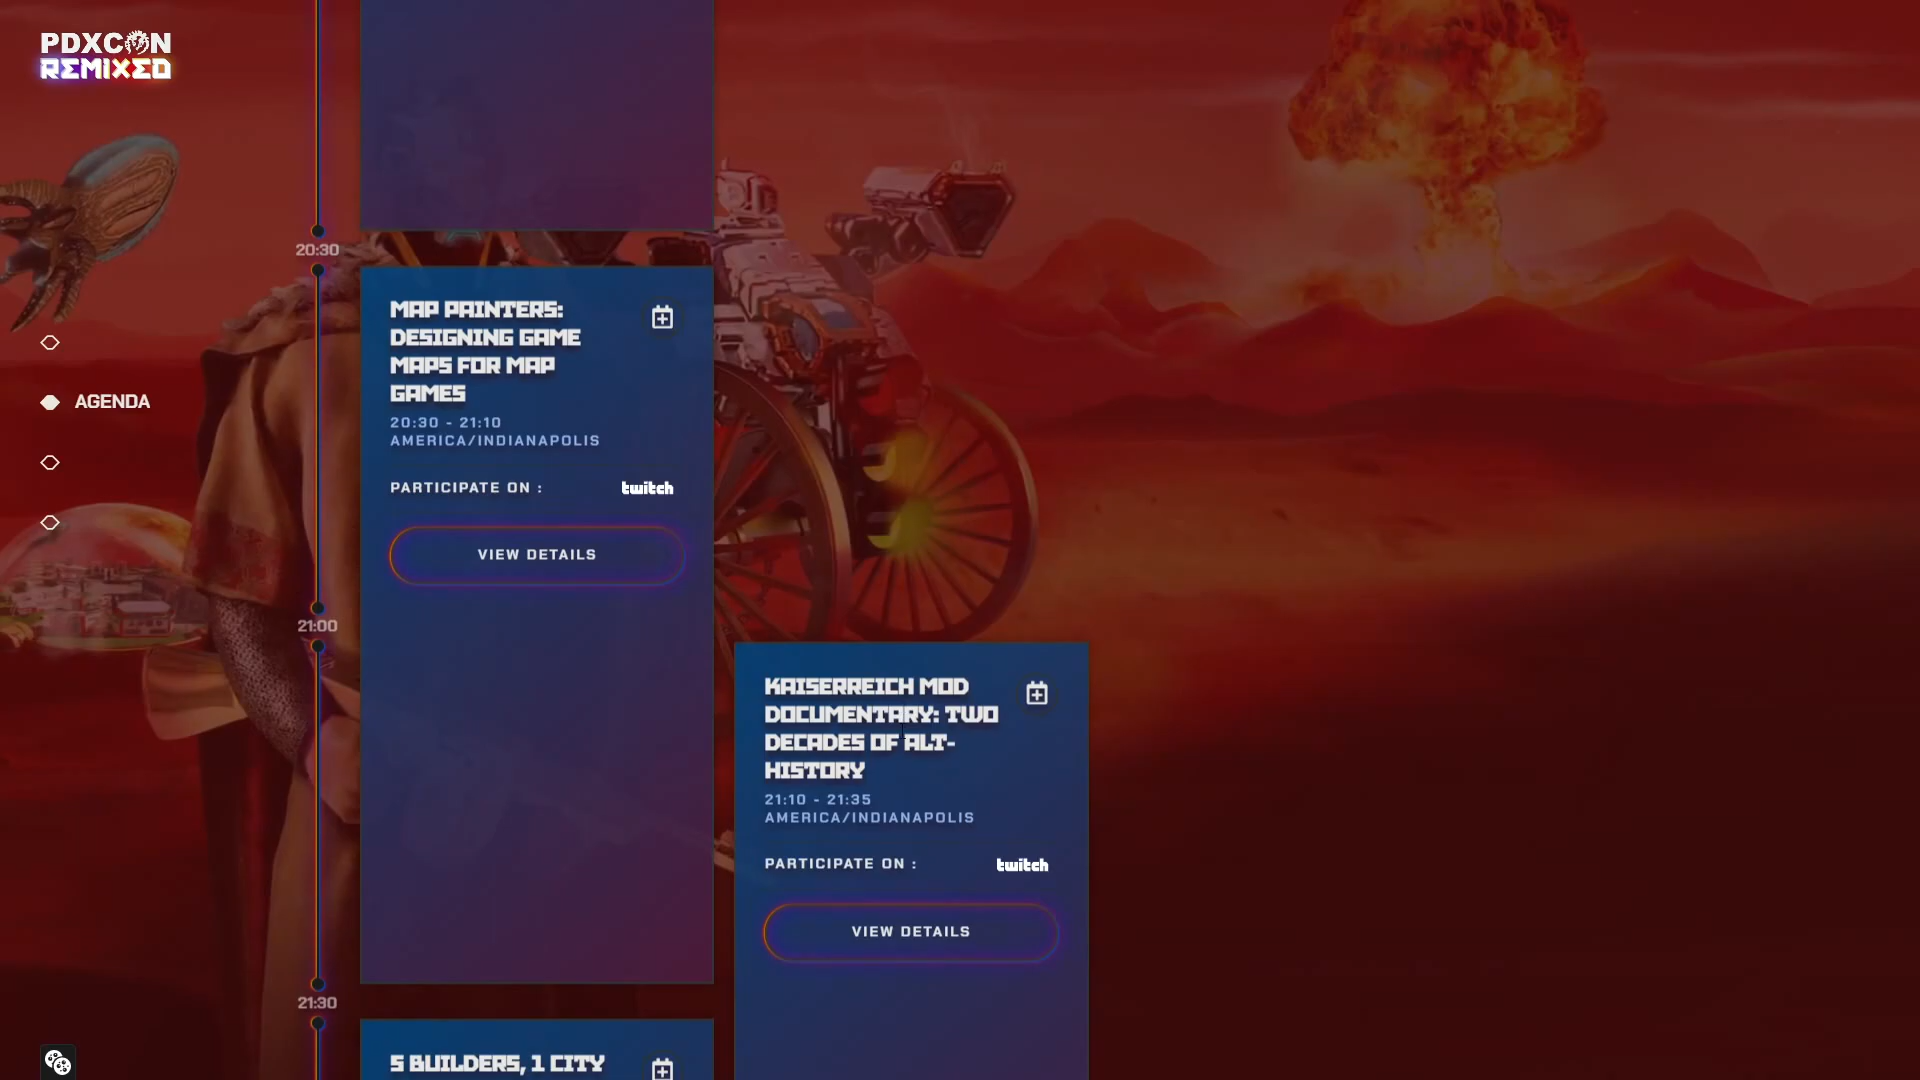 PDXCON
REMIXED
20:30
MAP PAINTERS:
DESIGNING GAME
MAPS FOR MAP
GAMES
20:30 - 21:10
AMERICA/INDIANAPOLIS
AGENDA
PARTICIPATE ON :
twitch
VIEW DETAILS
21:00
KAISERREICH MOD
DOCUMENTARY: TWO
DECADES OF ALT-
HISTORY
21:10 - 21:35
AMERICA/INDIANAPOLIS
PARTICIPATE ON :
twitch
VIEW DETAILS
21:30
5 BUILDERS, 1 CITY